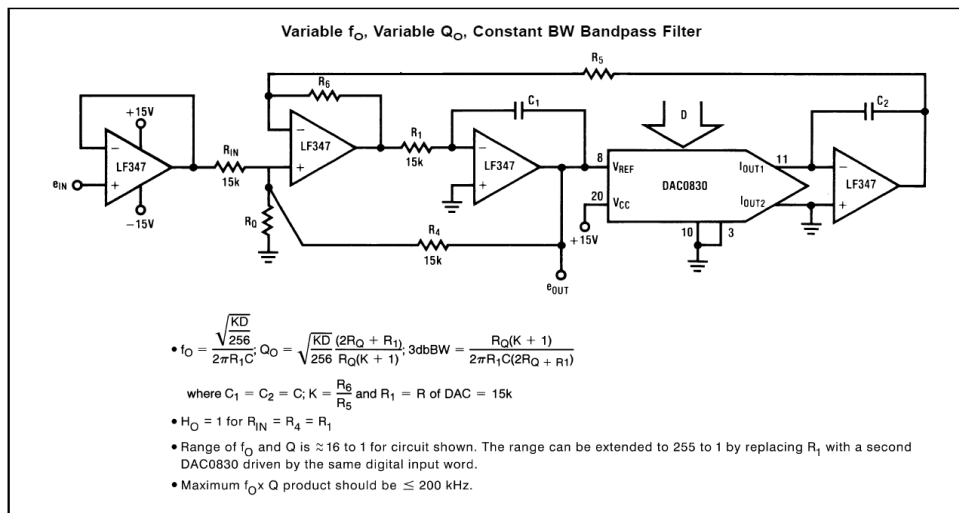 Variable fO, Variable QO, Constant BW Bandpass Filter
R5
R6
C1
C2
D
+15V
R1
LF347
RIN
LF347
15k
LF347
8
VREF
DAC0830
IOUT1
11
LF347
eIN
15k
20
VCC
IOUT2
−15V
RQ
R4
15k
+15V
10
3
eOUT
• fO = √(KD/256) / 2πR1C; QO = √(KD/256) (2RQ + R1) / RQ(K + 1); 3dbBW = RQ(K + 1) / 2πR1C(2RQ + R1)
where C1 = C2 = C; K = R6/R5 and R1 = R of DAC = 15k
• HO = 1 for RIN = R4 = R1
• Range of fO and Q is ≈ 16 to 1 for circuit shown. The range can be extended to 255 to 1 by replacing R1 with a second
DAC0830 driven by the same digital input word.
• Maximum fO x Q product should be ≤ 200 kHz.